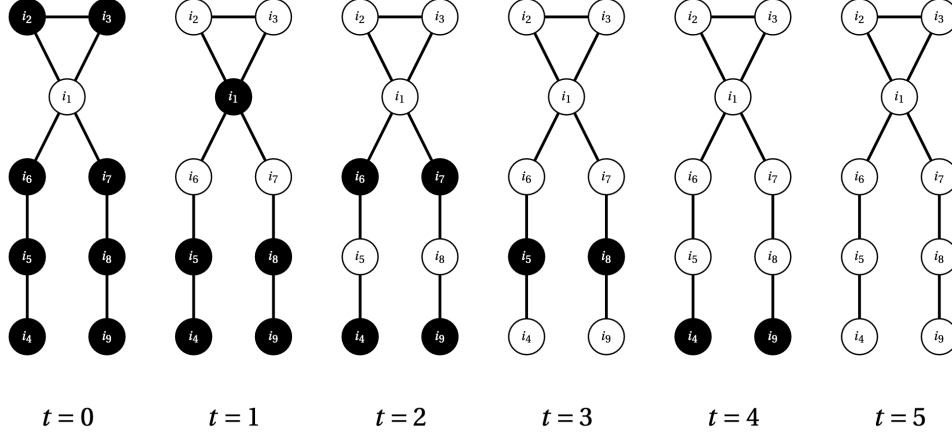 i₂ i₃ i₂ i₃ i₂ i₃ i₂ i₃ i₂ i₃ i₂ i₃
i₁ i₁ i₁ i₁ i₁ i₁
i₆ i₇ i₆ i₇ i₆ i₇ i₆ i₇ i₆ i₇ i₆ i₇
i₅ i₈ i₅ i₈ i₅ i₈ i₅ i₈ i₅ i₈ i₅ i₈
i₄ i₉ i₄ i₉ i₄ i₉ i₄ i₉ i₄ i₉ i₄ i₉
t = 0 t = 1 t = 2 t = 3 t = 4 t = 5